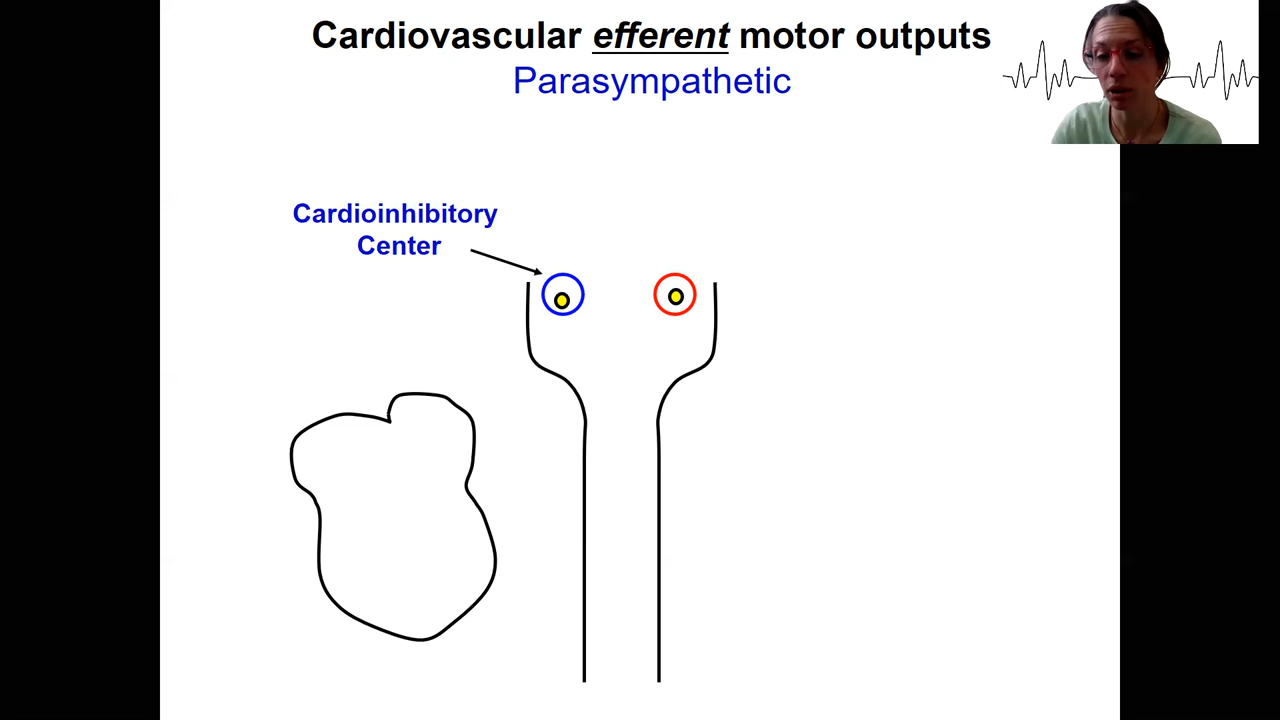 Cardiovascular efferent motor outputs
Parasympathetic
Cardioinhibitory
Center